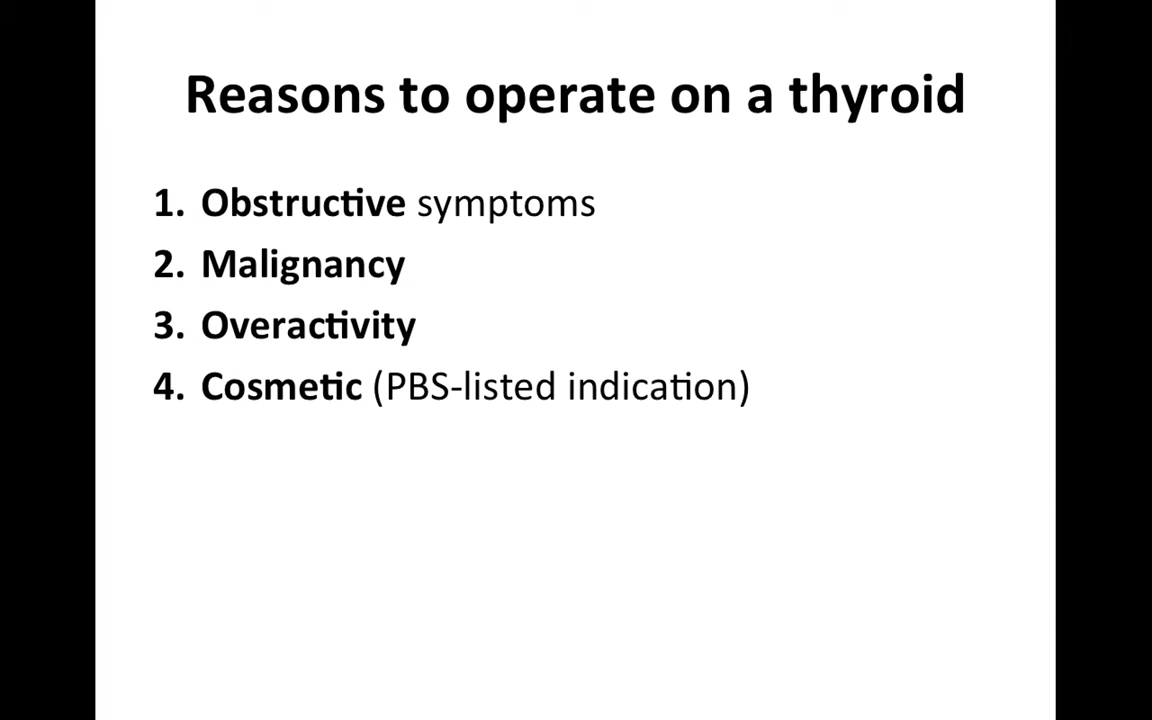 Reasons to operate on a thyroid
1. Obstructive symptoms
2. Malignancy
3. Overactivity
4. Cosmetic (PBS-listed indication)